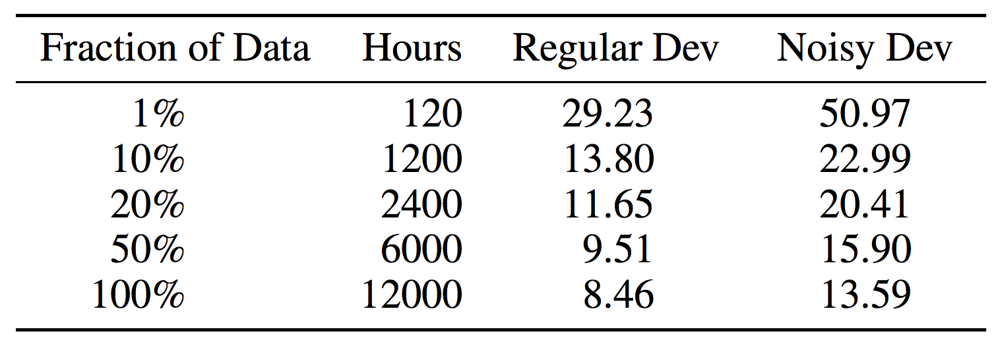 Fraction of Data Hours Regular Dev Noisy Dev
1% 120 29.23 50.97
10% 1200 13.80 22.99
20% 2400 11.65 20.41
50% 6000 9.51 15.90
100% 12000 8.46 13.59